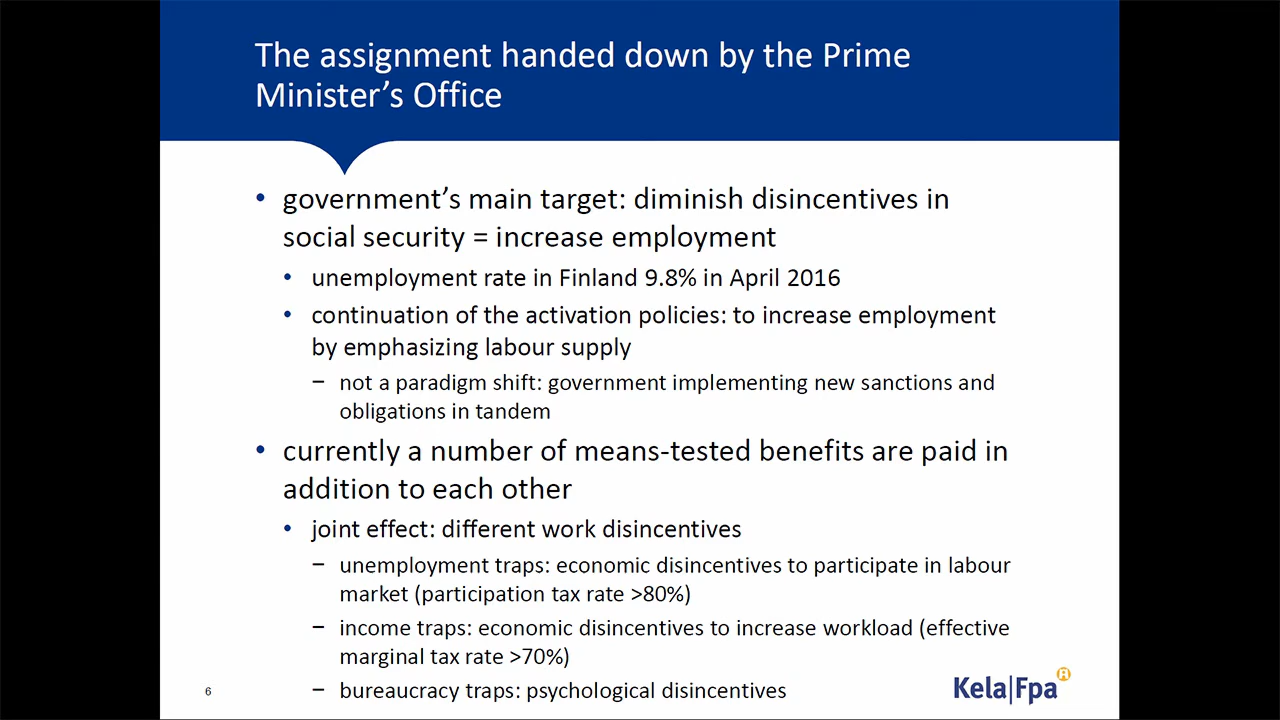 The assignment handed down by the Prime
Minister’s Office
• government’s main target: diminish disincentives in
social security = increase employment
• unemployment rate in Finland 9.8% in April 2016
• continuation of the activation policies: to increase employment
by emphasizing labour supply
− not a paradigm shift: government implementing new sanctions and
obligations in tandem
• currently a number of means-tested benefits are paid in
addition to each other
• joint effect: different work disincentives
− unemployment traps: economic disincentives to participate in labour
market (participation tax rate >80%)
− income traps: economic disincentives to increase workload (effective
marginal tax rate >70%)
− bureaucracy traps: psychological disincentives
6
Kela|Fpa